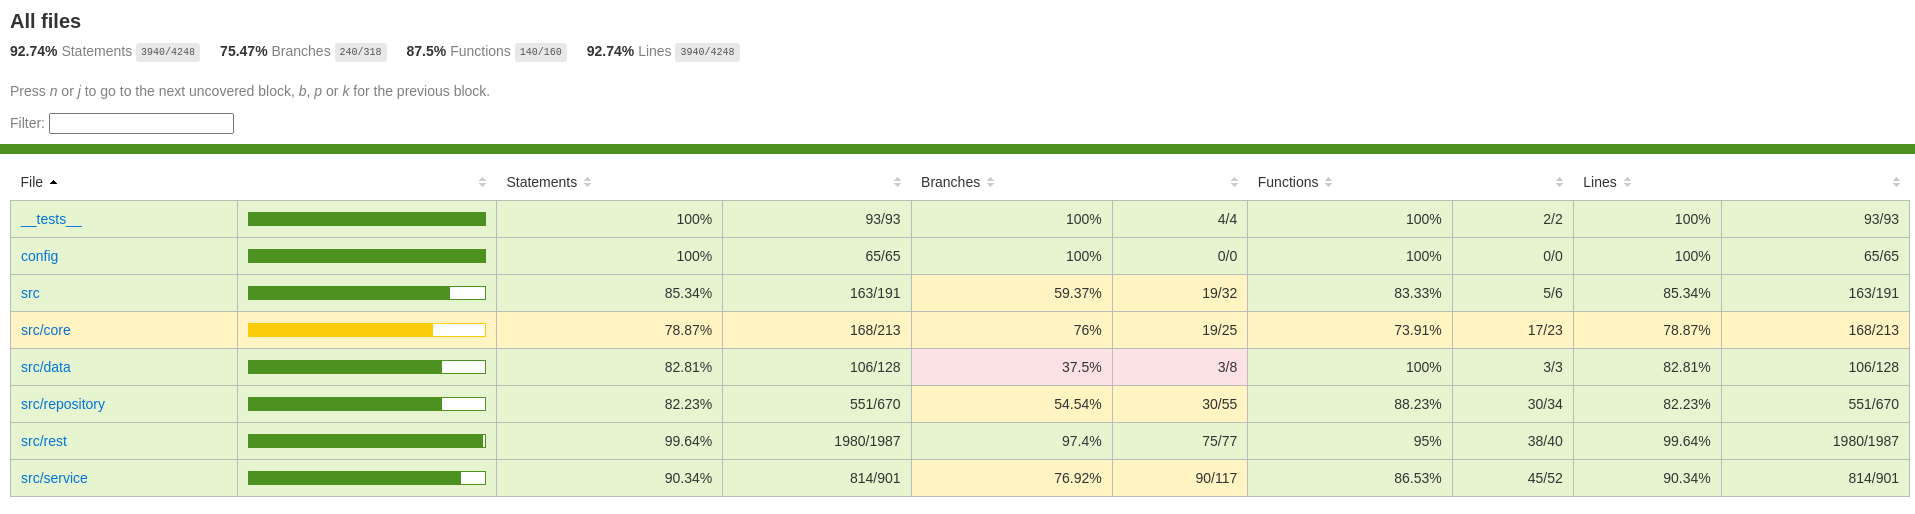 All files
92.74% Statements 3940/4248 75.47% Branches 240/318 87.5% Functions 140/160 92.74% Lines 3940/4248
Press n or j to go to the next uncovered block, b, p or k for the previous block.
Filter:
File Statements Branches Functions Lines
__tests__ 100% 93/93 100% 4/4 100% 2/2 100% 93/93
config 100% 65/65 100% 0/0 100% 0/0 100% 65/65
src 85.34% 163/191 59.37% 19/32 83.33% 5/6 85.34% 163/191
src/core 78.87% 168/213 76% 19/25 73.91% 17/23 78.87% 168/213
src/data 82.81% 106/128 37.5% 3/8 100% 3/3 82.81% 106/128
src/repository 82.23% 551/670 54.54% 30/55 88.23% 30/34 82.23% 551/670
src/rest 99.64% 1980/1987 97.4% 75/77 95% 38/40 99.64% 1980/1987
src/service 90.34% 814/901 76.92% 90/117 86.53% 45/52 90.34% 814/901